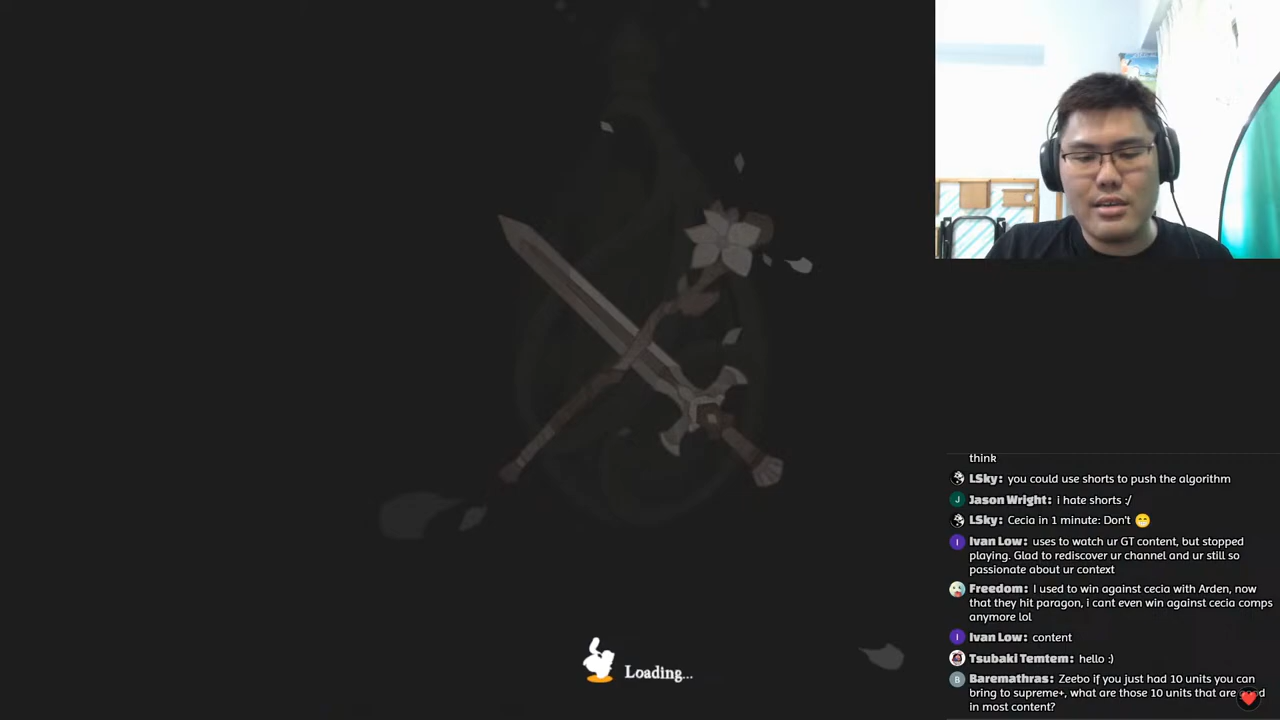 think
LSky: you could use shorts to push the algorithm
J Jason Wright: i hate shorts :/
LSky: Cecia in 1 minute: Don't 😁
I Ivan Low: uses to watch ur GT content, but stopped
playing. Glad to rediscover ur channel and ur still so
passionate about ur context
Freedom: I used to win against cecia with Arden, now
that they hit paragon, i cant even win against cecia comps
anymore lol
I Ivan Low: content
Tsubaki Temtem: hello :)
B Baremathras: Zeebo if you just had 10 units you can
bring to supreme+, what are those 10 units that are
in most content?
Loading...